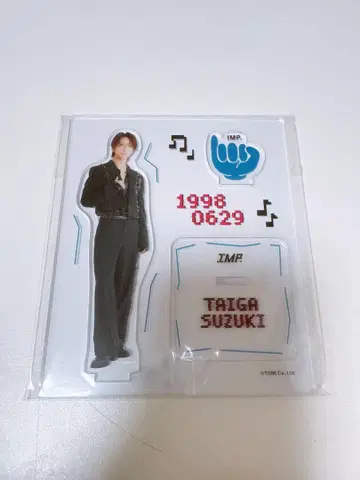 IMP.
1998
0629
IMP.
TAIGA
SUZUKI